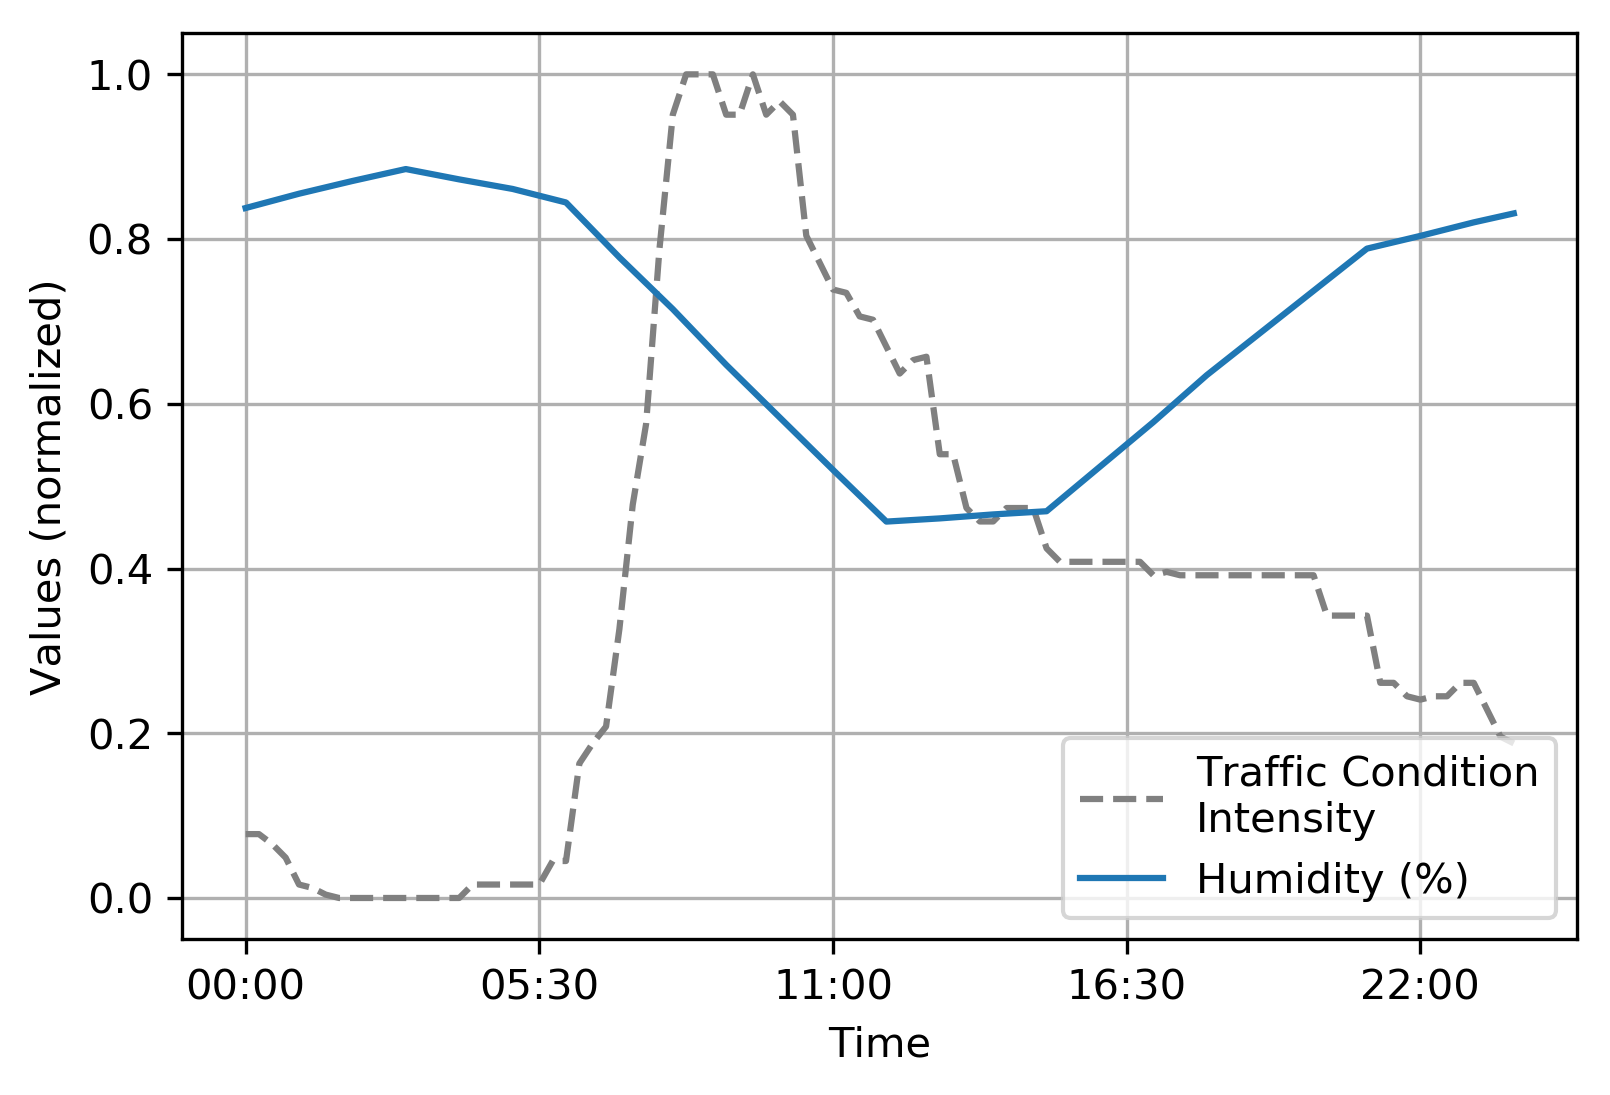 1.0
0.8
0.6
0.4
0.2
0.0
Values (normalized)
00:00 05:30 11:00 16:30 22:00
Time
Traffic Condition
Intensity
Humidity (%)